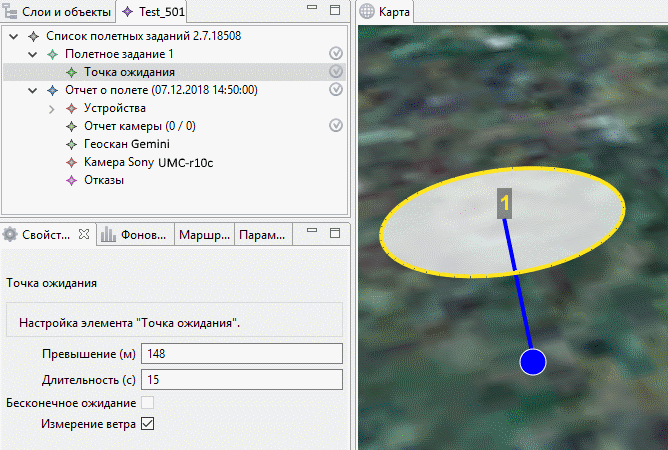 Слои и объекты
Test_501
Список полетных заданий 2.7.18508
Полетное задание 1
Точка ожидания
Отчет о полете (07.12.2018 14:50:00)
Устройства
Отчет камеры (0 / 0)
Геоскан Gemini
Камера Sony UMC-r10c
Отказы
Свойст...
Фонов...
Маршр...
Парам...
Точка ожидания
Настройка элемента "Точка ожидания".
Превышение (м) 148
Длительность (с) 15
Бесконечное ожидание
Измерение ветра
Карта
1